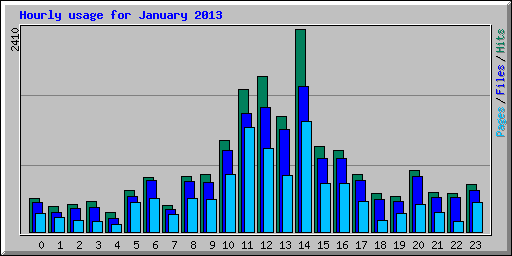 Hourly usage for January 2013
2410
Pages / Files / Hits
0 1 2 3 4 5 6 7 8 9 10 11 12 13 14 15 16 17 18 19 20 21 22 23